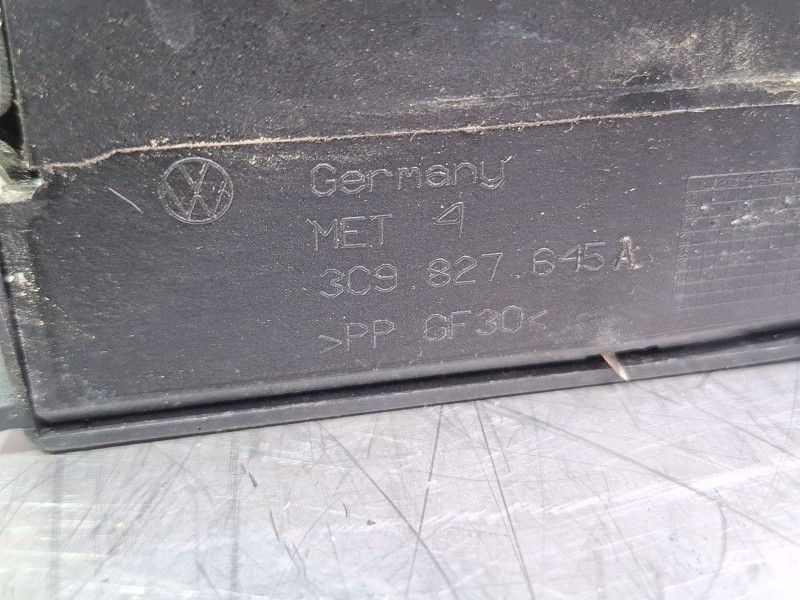 Germany
MET 4
3C9.827.645 A
>PP GF30<